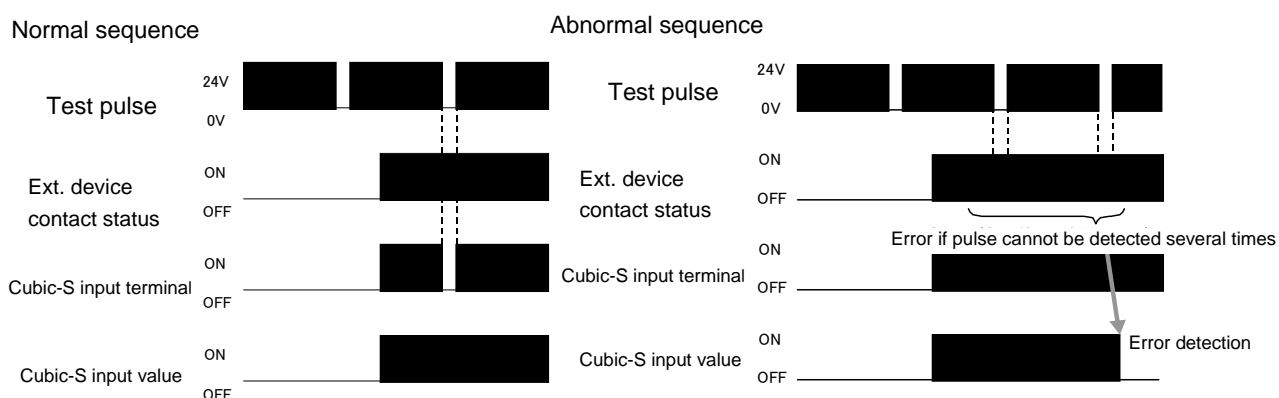 Normal sequence
Test pulse
24V
0V
Ext. device
contact status
ON
OFF
Cubic-S input terminal
ON
OFF
Cubic-S input value
ON
OFF
Abnormal sequence
Test pulse
24V
0V
Ext. device
contact status
ON
OFF
Error if pulse cannot be detected several times
Cubic-S input terminal
ON
OFF
Error detection
Cubic-S input value
ON
OFF